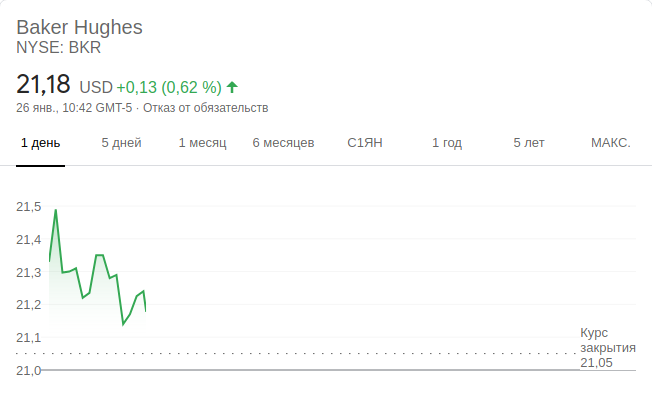 Baker Hughes
NYSE: BKR
21,18 USD +0,13 (0,62 %)
26 янв., 10:42 GMT-5 · Отказ от обязательств
1 день 5 дней 1 месяц 6 месяцев С1ЯН 1 год 5 лет МАКС.
21,5
21,4
21,3
21,2
21,1
21,0
Курс
закрытия
21,05